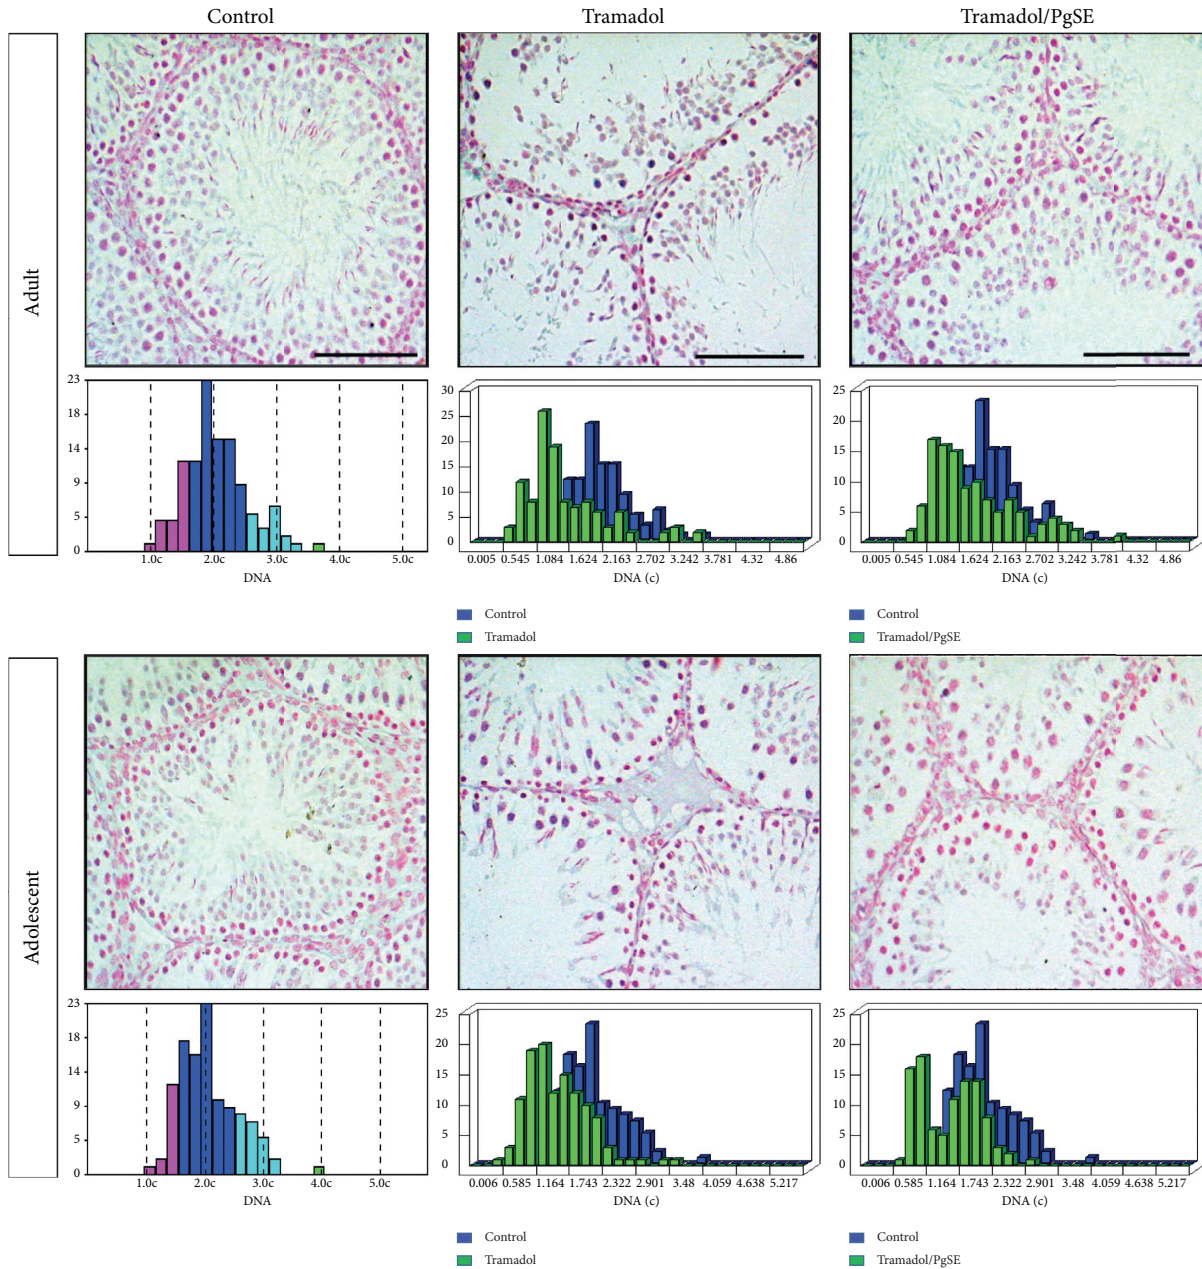 Control Tramadol Tramadol/PgSE
Adult
23
18
14
9
5
0
1.0c 2.0c 3.0c 4.0c 5.0c
DNA
30
25
20
15
10
5
0
0.005 0.545 1.084 1.624 2.163 2.702 3.242 3.781 4.32 4.86
DNA (c)
Control
Tramadol
25
20
15
10
5
0
0.005 0.545 1.084 1.624 2.163 2.702 3.242 3.781 4.32 4.86
DNA (c)
Control
Tramadol/PgSE
Adolescent
23
18
14
9
5
0
1.0c 2.0c 3.0c 4.0c 5.0c
DNA
25
20
15
10
5
0
0.006 0.585 1.164 1.743 2.322 2.901 3.48 4.059 4.638 5.217
DNA (c)
Control
Tramadol
25
20
15
10
5
0
0.006 0.585 1.164 1.743 2.322 2.901 3.48 4.059 4.638 5.217
DNA (c)
Control
Tramadol/PgSE